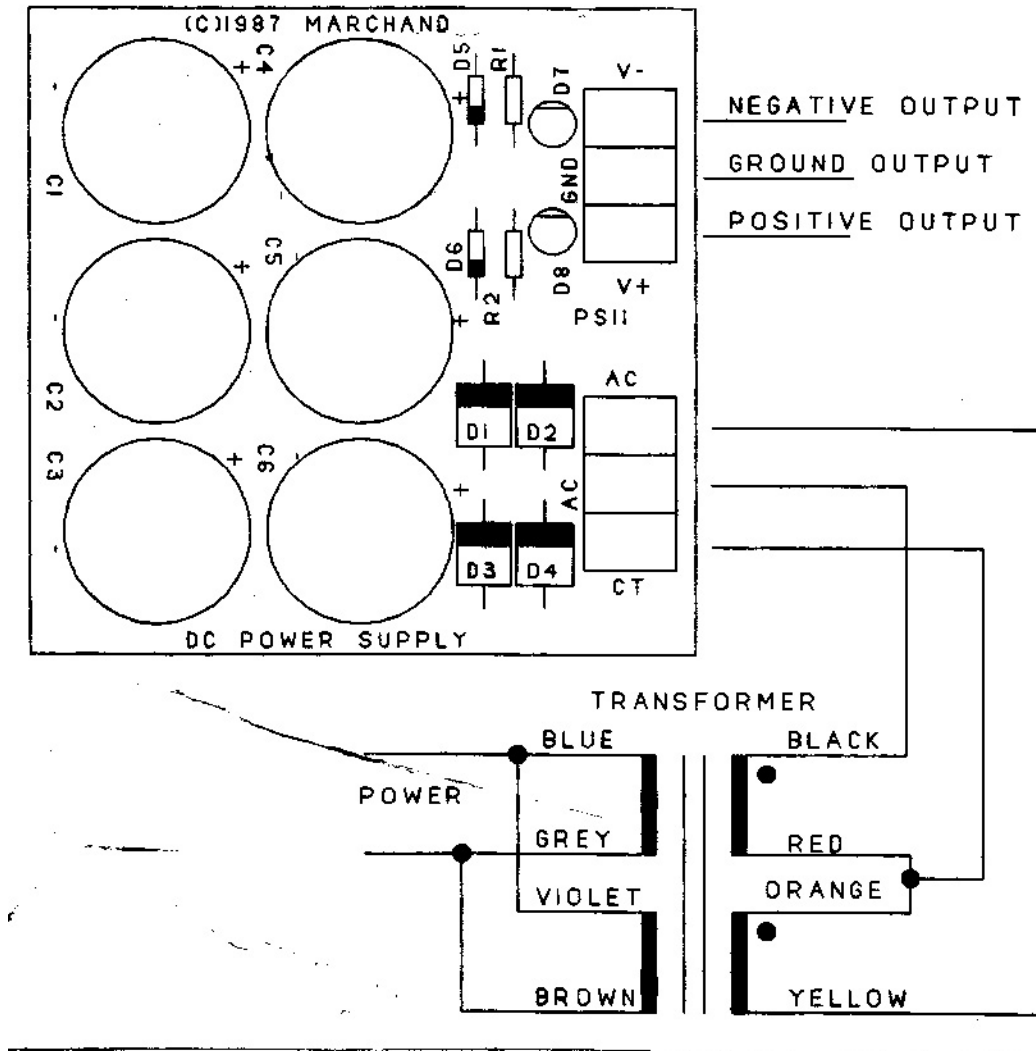 (C)1987 MARCHAND
- + C4 D5 R1 D7 V-
+ NEGATIVE OUTPUT
C1 - GND GROUND OUTPUT
POSITIVE OUTPUT
+ C5 - D6 R2 D8 V+
- + PS11
C2 AC
D1 D2
C3 + C6 - + AC
- D3 D4 CT
DC POWER SUPPLY
TRANSFORMER
BLUE BLACK
POWER
GREY RED
VIOLET ORANGE
BROWN YELLOW